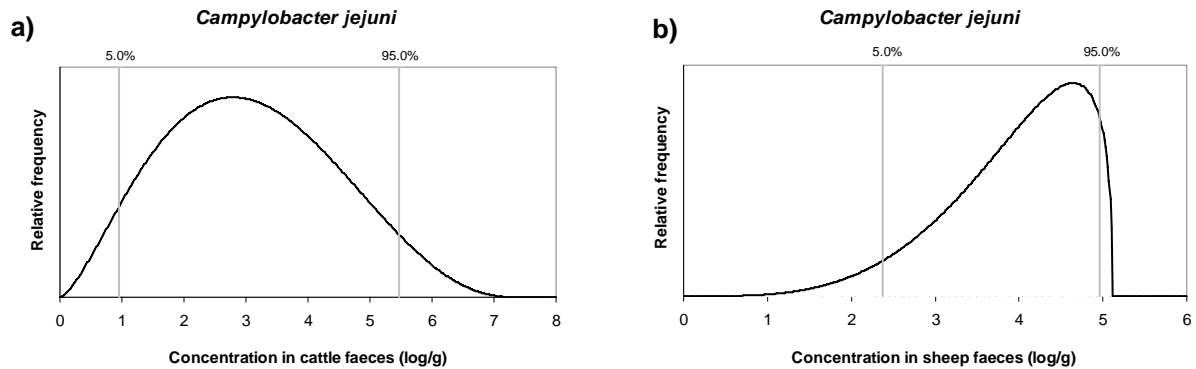 a)
Campylobacter jejuni
5.0% 95.0%
Relative frequency
0 1 2 3 4 5 6 7 8
Concentration in cattle faeces (log/g)
b)
Campylobacter jejuni
5.0% 95.0%
Relative frequency
0 1 2 3 4 5 6
Concentration in sheep faeces (log/g)